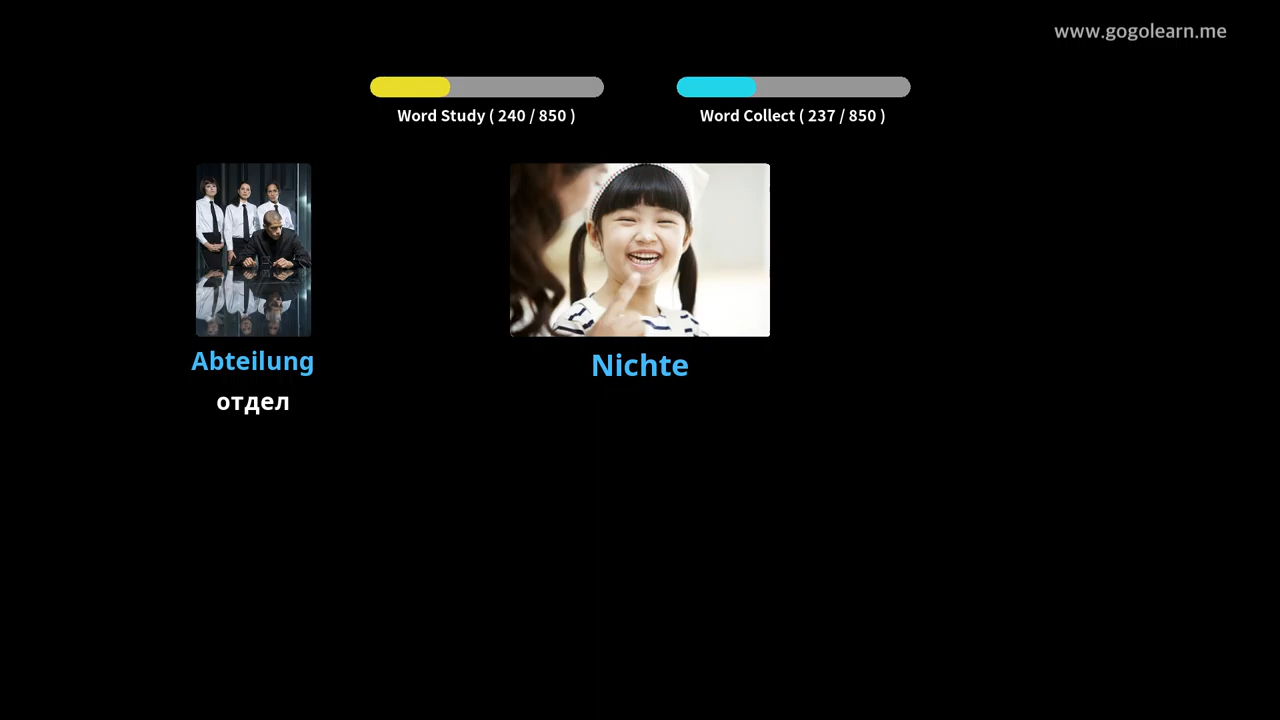 www.gogolearn.me
Word Study ( 240 / 850 )
Word Collect ( 237 / 850 )
Abteilung
отдел
Nichte